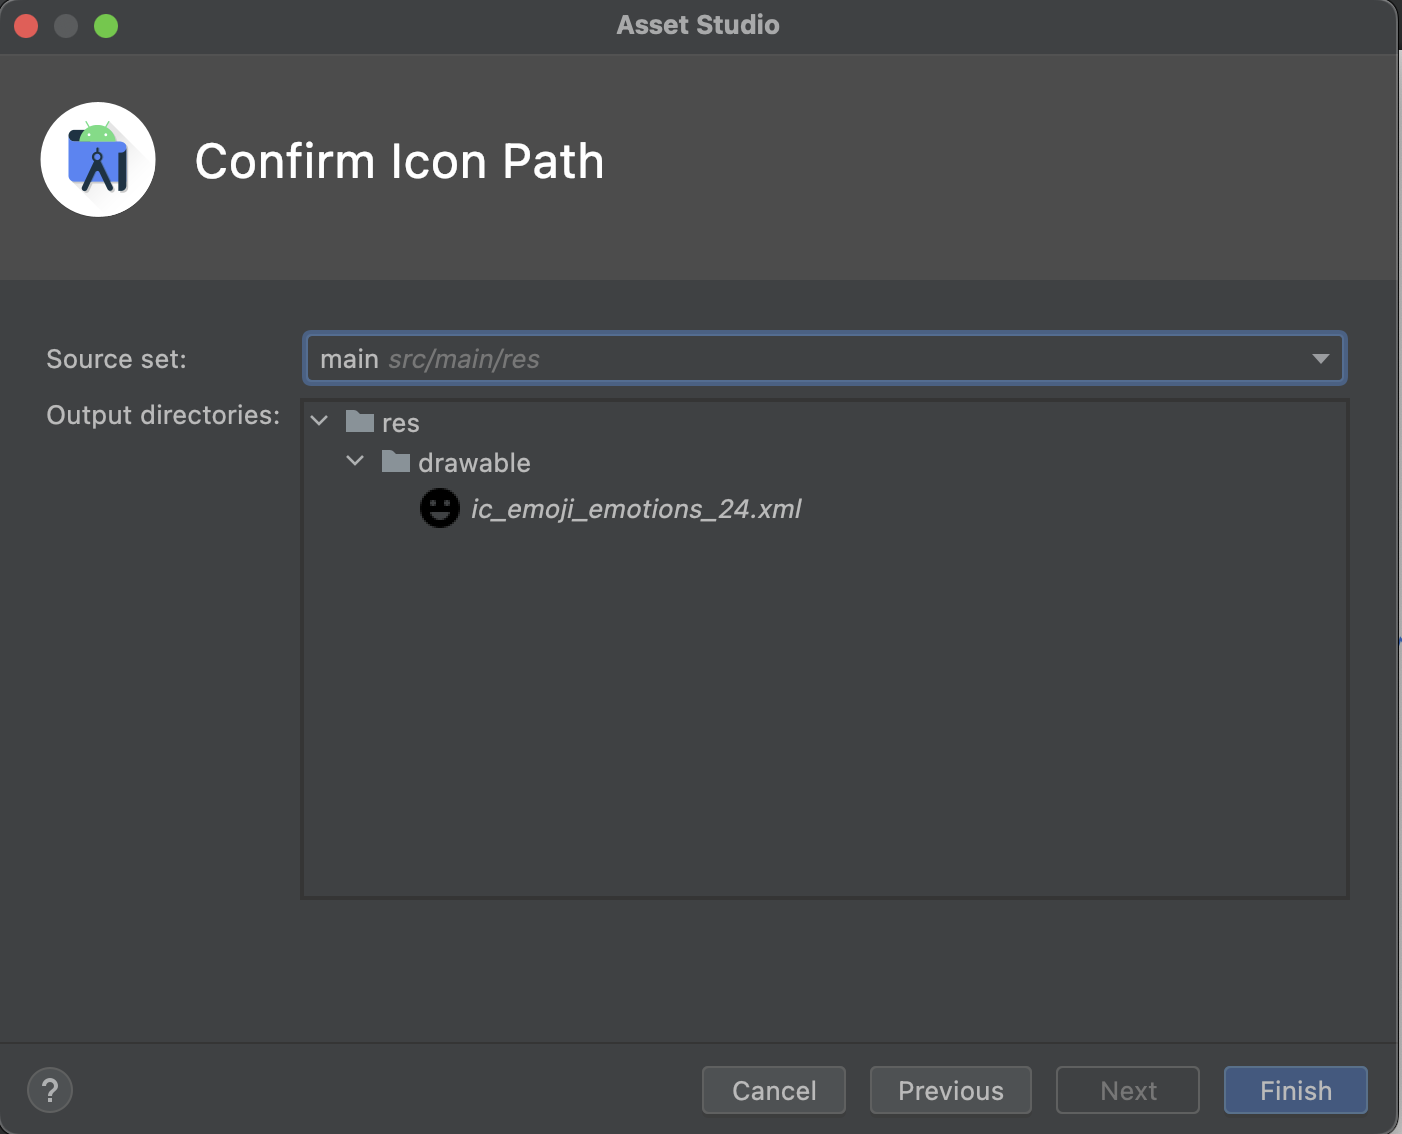 Asset Studio
Confirm Icon Path
Source set: main src/main/res
Output directories:
res
drawable
ic_emoji_emotions_24.xml
? Cancel Previous Next Finish